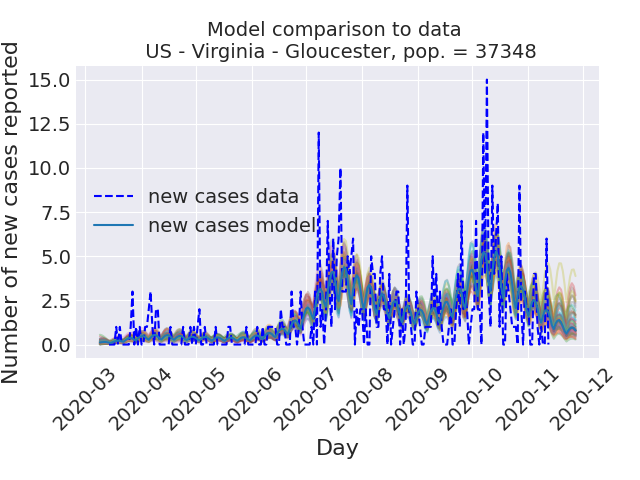 Model comparison to data
US - Virginia - Gloucester, pop. = 37348
Number of new cases reported
15.0
12.5
10.0
7.5
5.0
2.5
0.0
new cases data
new cases model
2020-03
2020-04
2020-05
2020-06
2020-07
2020-08
2020-09
2020-10
2020-11
2020-12
Day